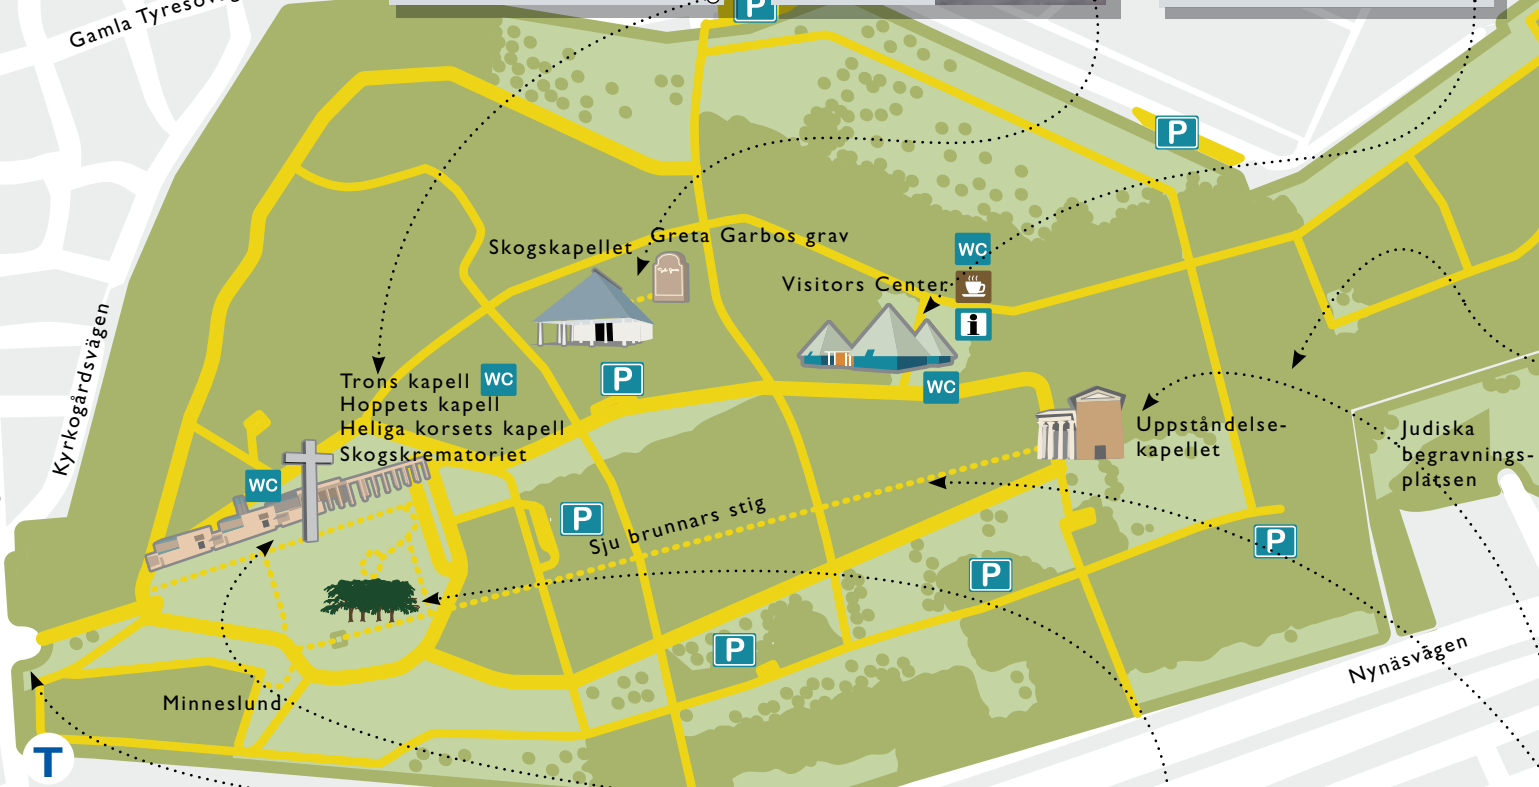 Gamla Tyresöväg
P
P
Kyrkogårdsvägen
Skogskapellet
Greta Garbos grav
WC
Visitors Center
i
Trons kapell
WC
Hoppets kapell
Heliga korsets kapell
Skogskrematoriet
P
WC
WC
Uppståndelse-
kapellet
Judiska
begravnings-
platsen
P
Sju brunnars stig
P
P
P
Minneslund
Nynäsvägen
T